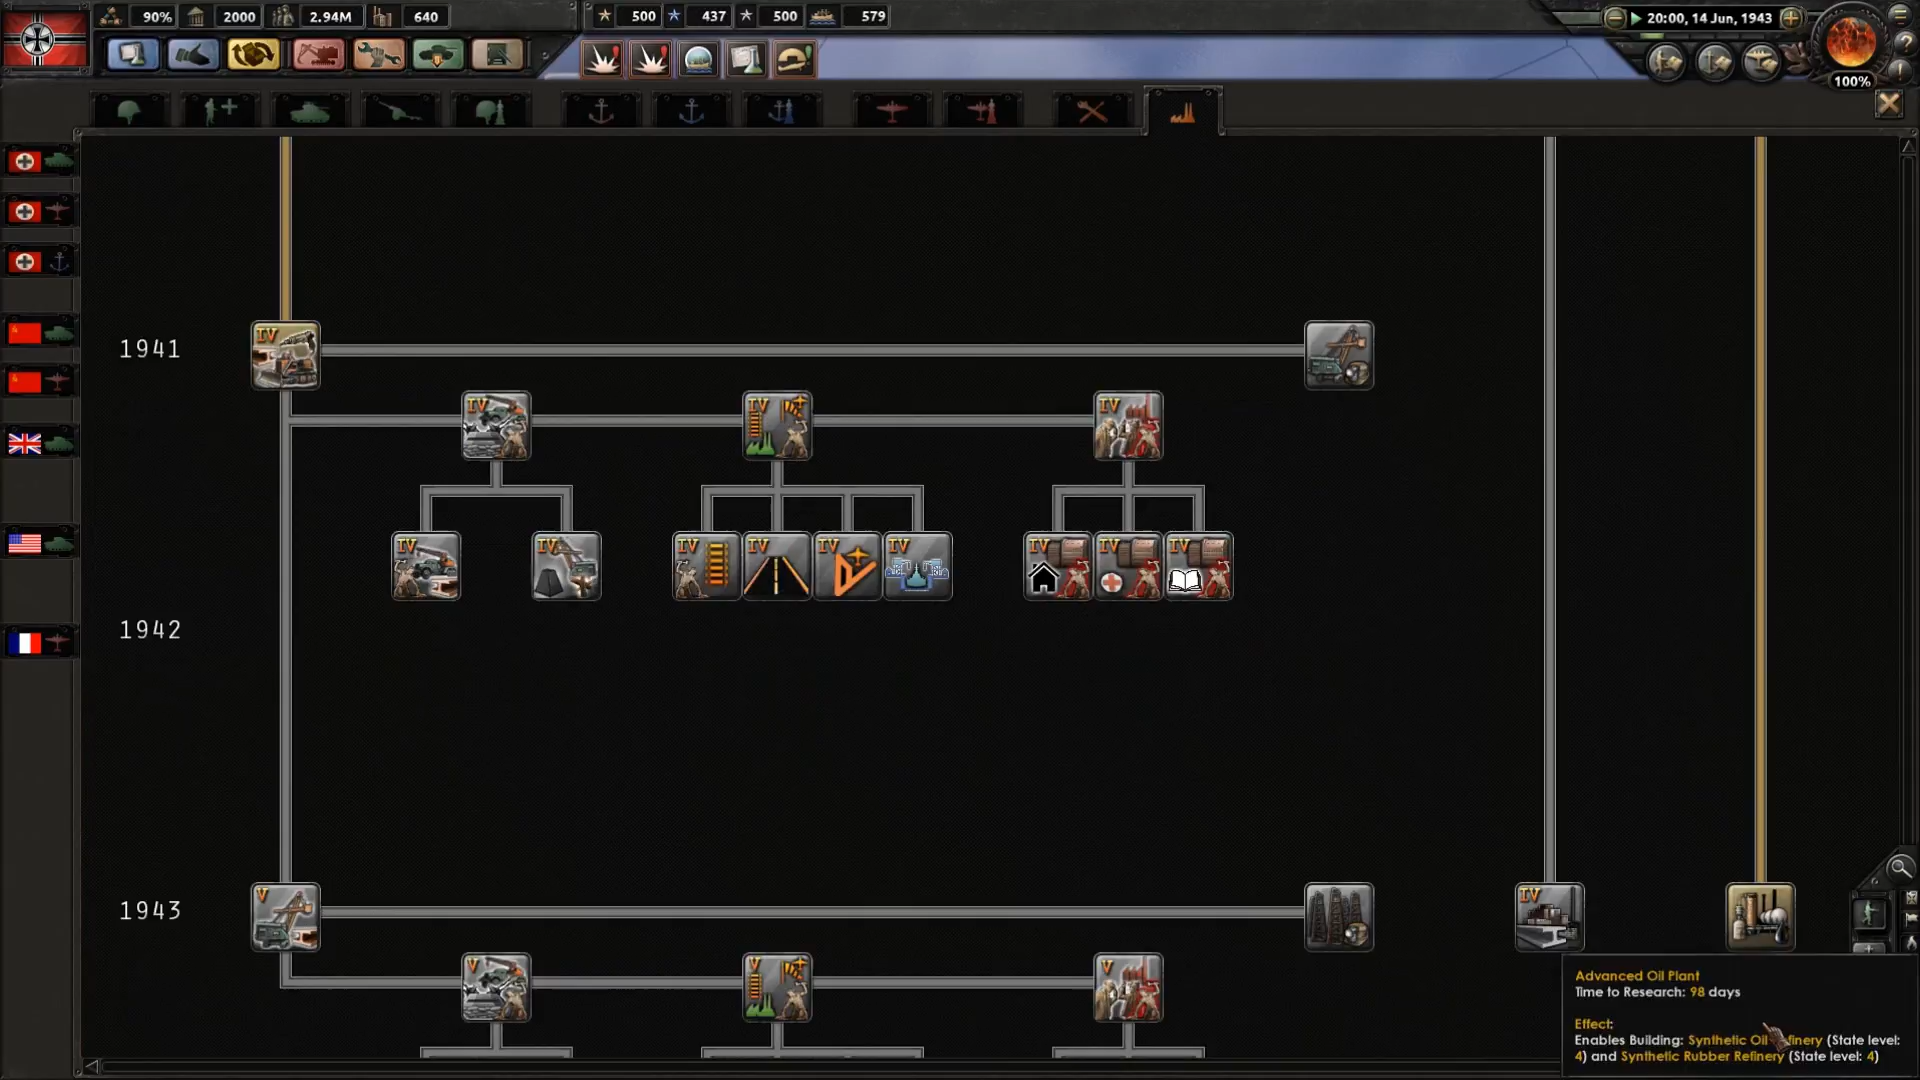 90% 2000 2.94M 640 500 437 500 579 20:00, 14 Jun, 1943
100%
1941
IV
IV IV IV
IV IV IV IV IV IV IV IV IV
1942
1943
V IV
V V V
Advanced Oil Plant
Time to Research: 98 days
Effect:
Enables Building: Synthetic Oil Refinery (State level:
4) and Synthetic Rubber Refinery (State level: 4)